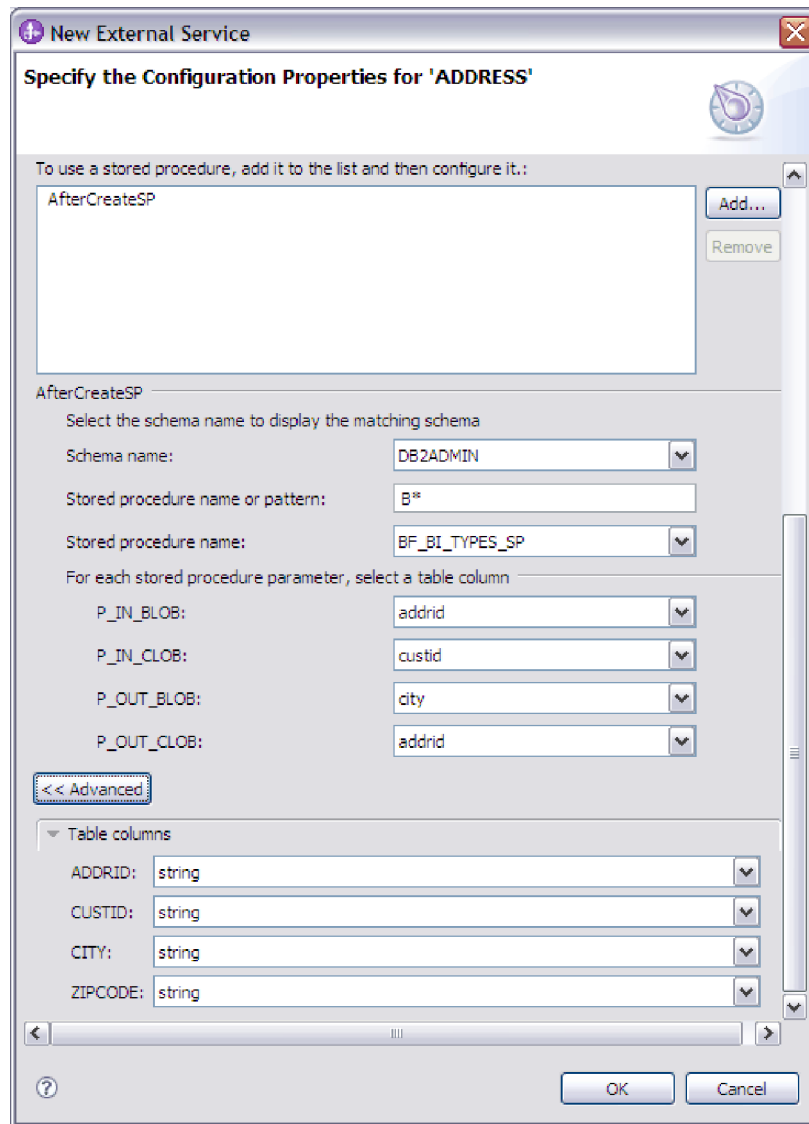 New External Service
Specify the Configuration Properties for 'ADDRESS'
To use a stored procedure, add it to the list and then configure it.:
AfterCreateSP
Add...
Remove
AfterCreateSP
Select the schema name to display the matching schema
Schema name: DB2ADMIN
Stored procedure name or pattern: B*
Stored procedure name: BF_BI_TYPES_SP
For each stored procedure parameter, select a table column
P_IN_BLOB: addrid
P_IN_CLOB: custid
P_OUT_BLOB: city
P_OUT_CLOB: addrid
<< Advanced
Table columns
ADDRID: string
CUSTID: string
CITY: string
ZIPCODE: string
?
OK Cancel